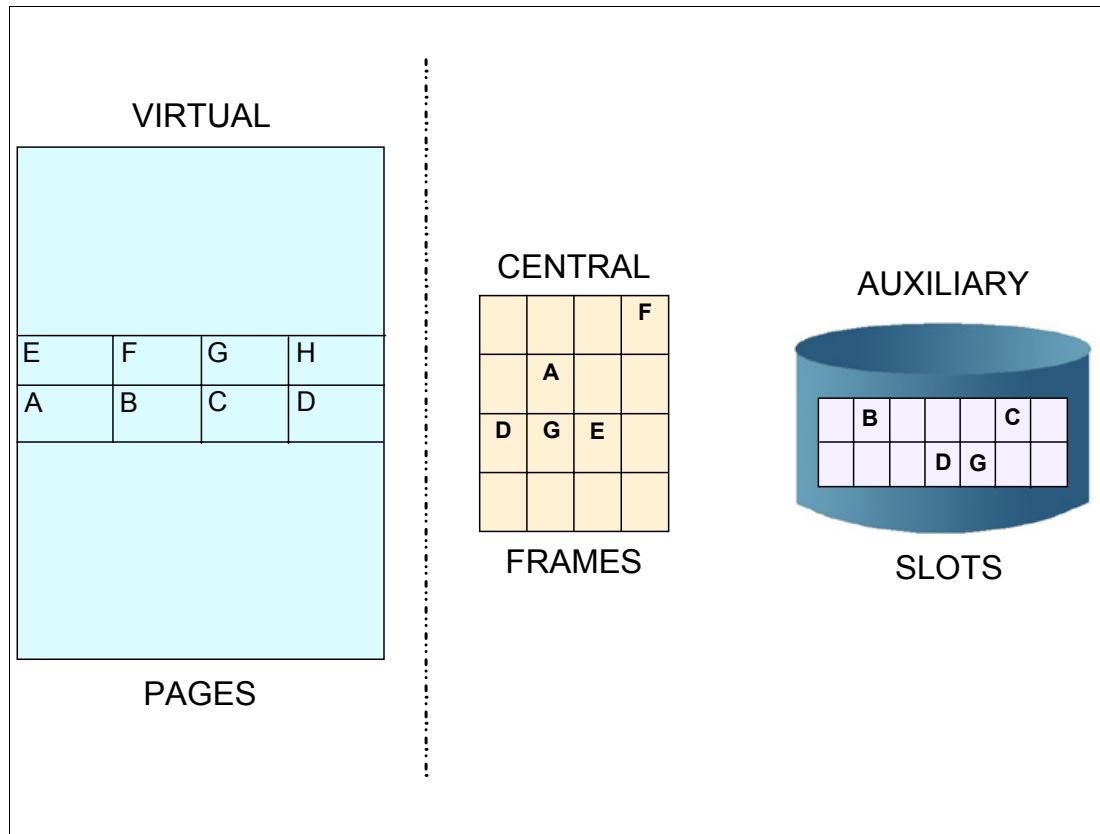 VIRTUAL
E F G H
A B C D
PAGES
CENTRAL
F
A
D G E
FRAMES
AUXILIARY
B C
D G
SLOTS